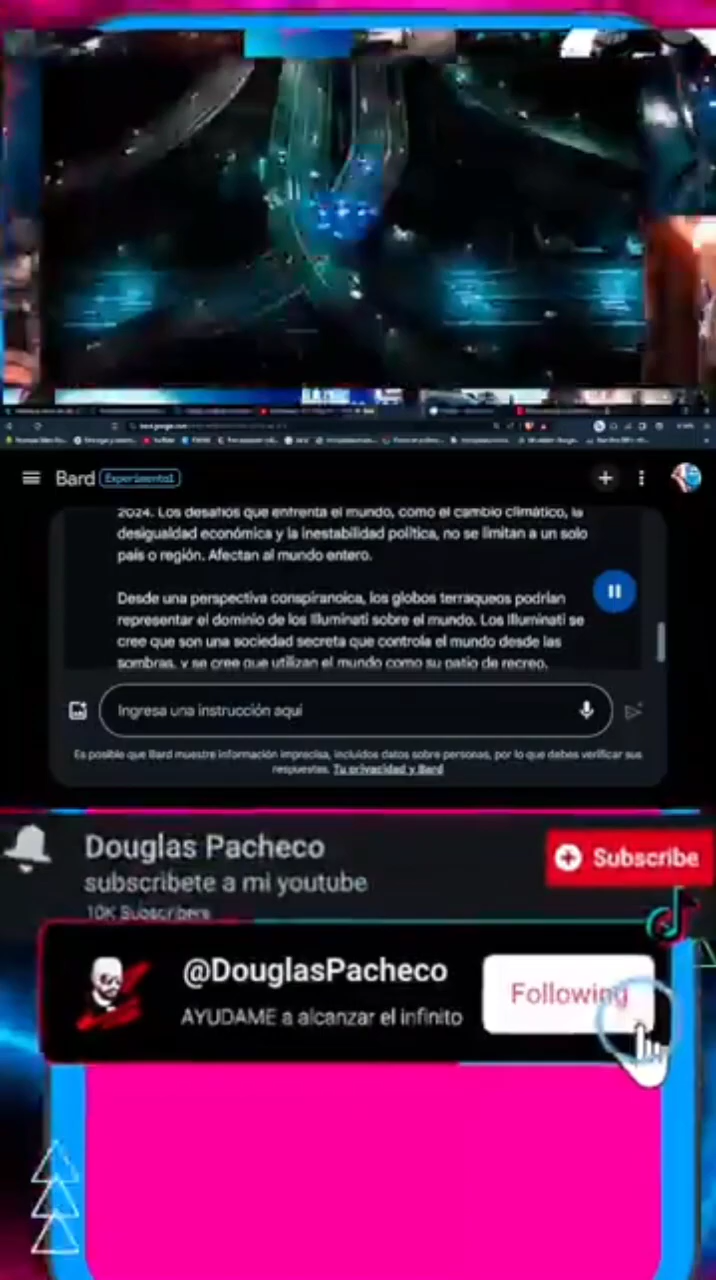 Bard Experimental
2024. Los desafíos que enfrenta el mundo, como el cambio climático, la
desigualdad económica y la inestabilidad política, no se limitan a un solo
país o región. Afectan al mundo entero.
Desde una perspectiva conspiranoica, los globos terraqueos podrían
representar el dominio de los Illuminati sobre el mundo. Los Illuminati se
cree que son una sociedad secreta que controla el mundo desde las
sombras, y se cree que utilizan el mundo como su patio de recreo.
Ingresa una instrucción aquí
Es posible que Bard muestre información imprecisa, incluidos datos sobre personas, por lo que debes verificar sus
respuestas. Tu privacidad y Bard
Douglas Pacheco
Subscribe
subscribete a mi youtube
10K Subscribers
@DouglasPacheco
Following
AYUDAME a alcanzar el infinito